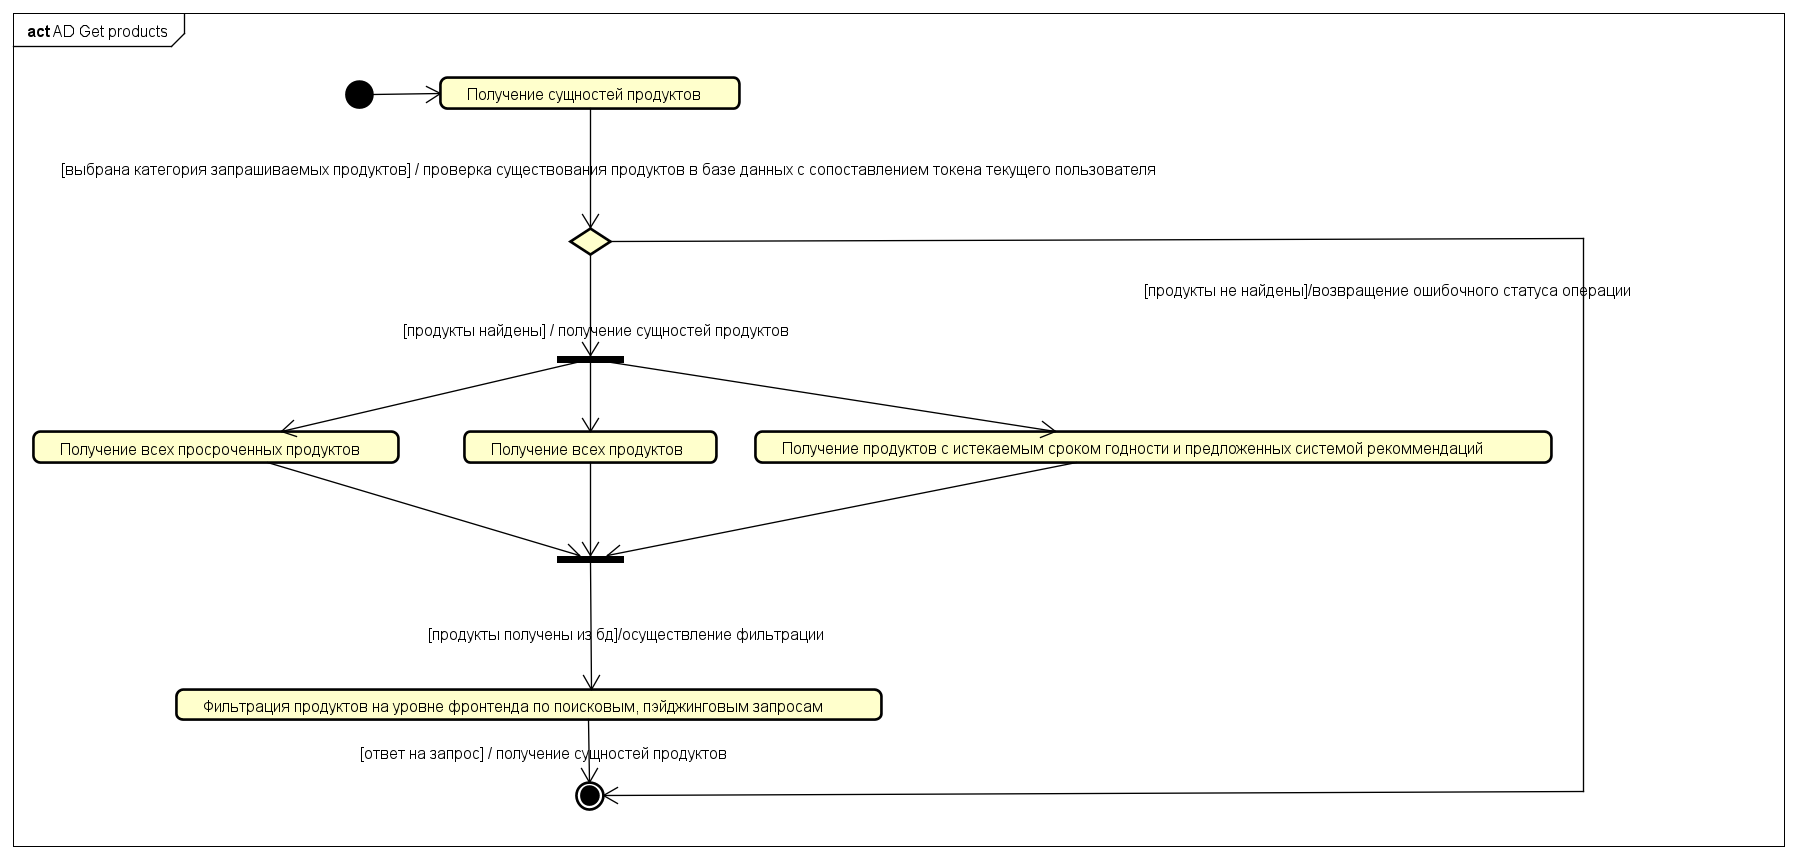 act AD Get products
Получение сущностей продуктов
[выбрана категория запрашиваемых продуктов] / проверка существования продуктов в базе данных с сопоставлением токена текущего пользователя
[продукты не найдены]/возвращение ошибочного статуса операции
[продукты найдены] / получение сущностей продуктов
Получение всех просроченных продуктов
Получение всех продуктов
Получение продуктов с истекаемым сроком годности и предложенных системой рекоммендаций
[продукты получены из бд]/осуществление фильтрации
Фильтрация продуктов на уровне фронтенда по поисковым, пэйджинговым запросам
[ответ на запрос] / получение сущностей продуктов